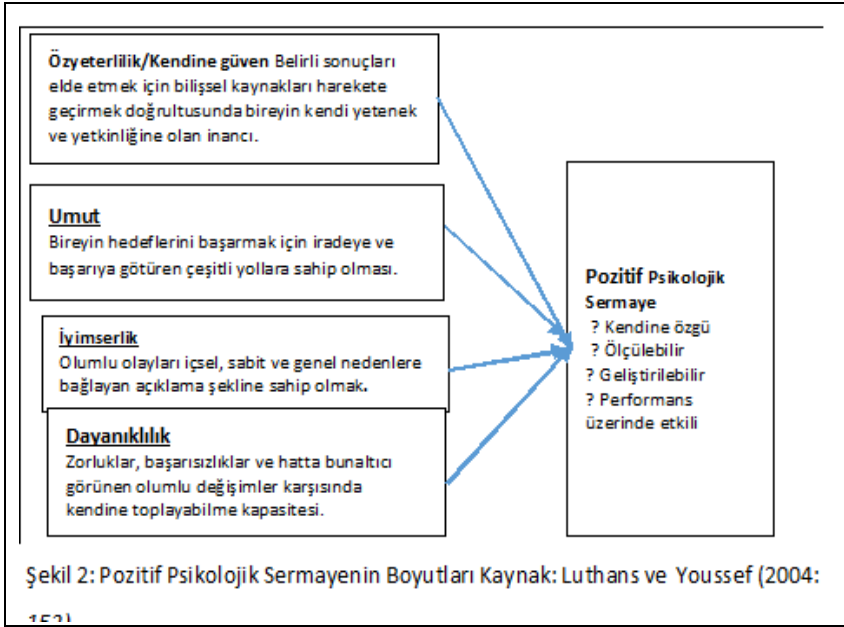 Özyeterlilik/Kendine güven Belirli sonuçları
elde etmek için bilişsel kaynakları harekete
geçirmek doğrultusunda bireyin kendi yetenek
ve yetkinliğine olan inancı.
Umut
Bireyin hedeflerini başarmak için iradeye ve
başarıya götüren çeşitli yollara sahip olması.
İyimserlik
Olumlu olayları içsel, sabit ve genel nedenlere
bağlayan açıklama şekline sahip olmak.
Dayanıklılık
Zorluklar, başarısızlıklar ve hatta bunaltıcı
görünen olumlu değişimler karşısında
kendine toplayabilme kapasitesi.
Pozitif Psikolojik
Sermaye
? Kendine özgü
? Ölçülebilir
? Geliştirilebilir
? Performans
üzerinde etkili
Şekil 2: Pozitif Psikolojik Sermayenin Boyutları Kaynak: Luthans ve Youssef (2004: